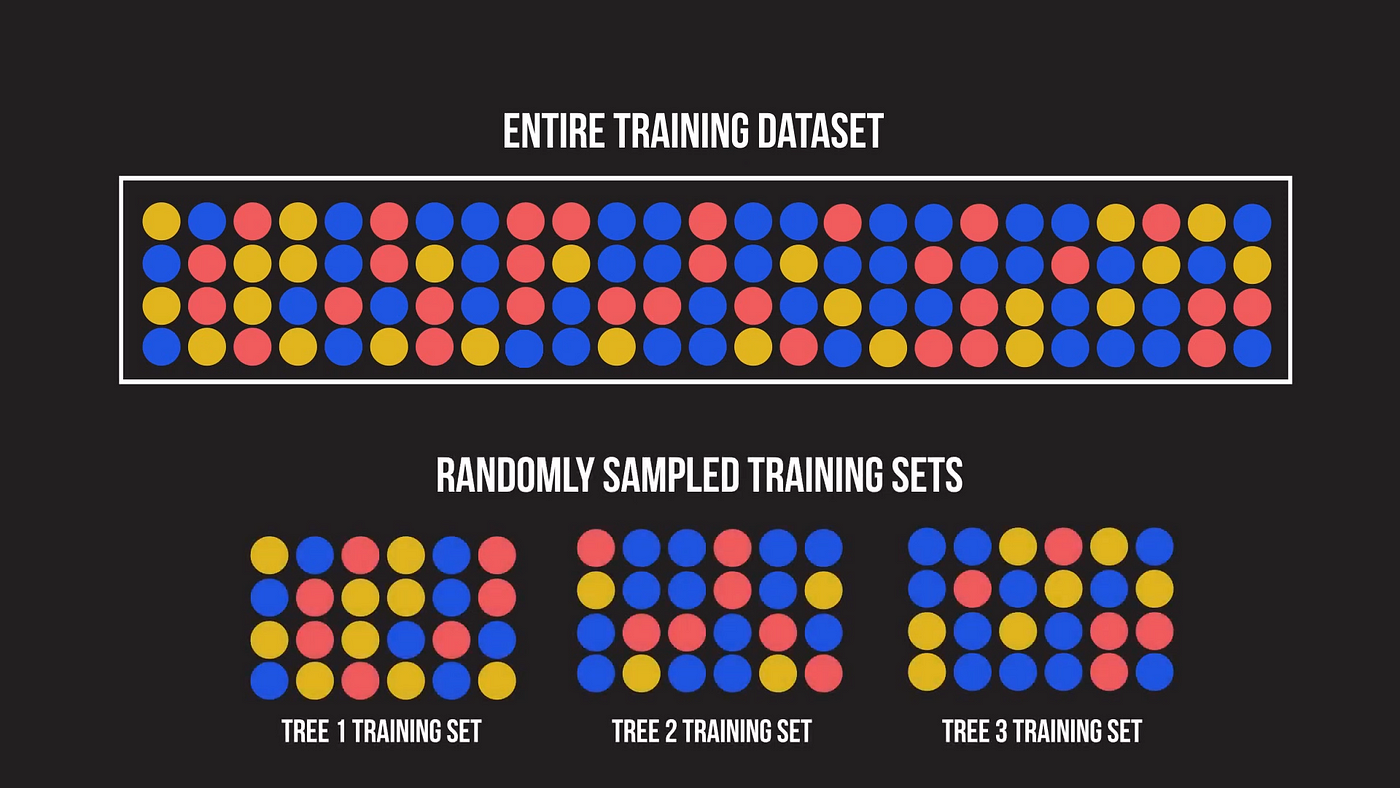 ENTIRE TRAINING DATASET
RANDOMLY SAMPLED TRAINING SETS
TREE 1 TRAINING SET
TREE 2 TRAINING SET
TREE 3 TRAINING SET